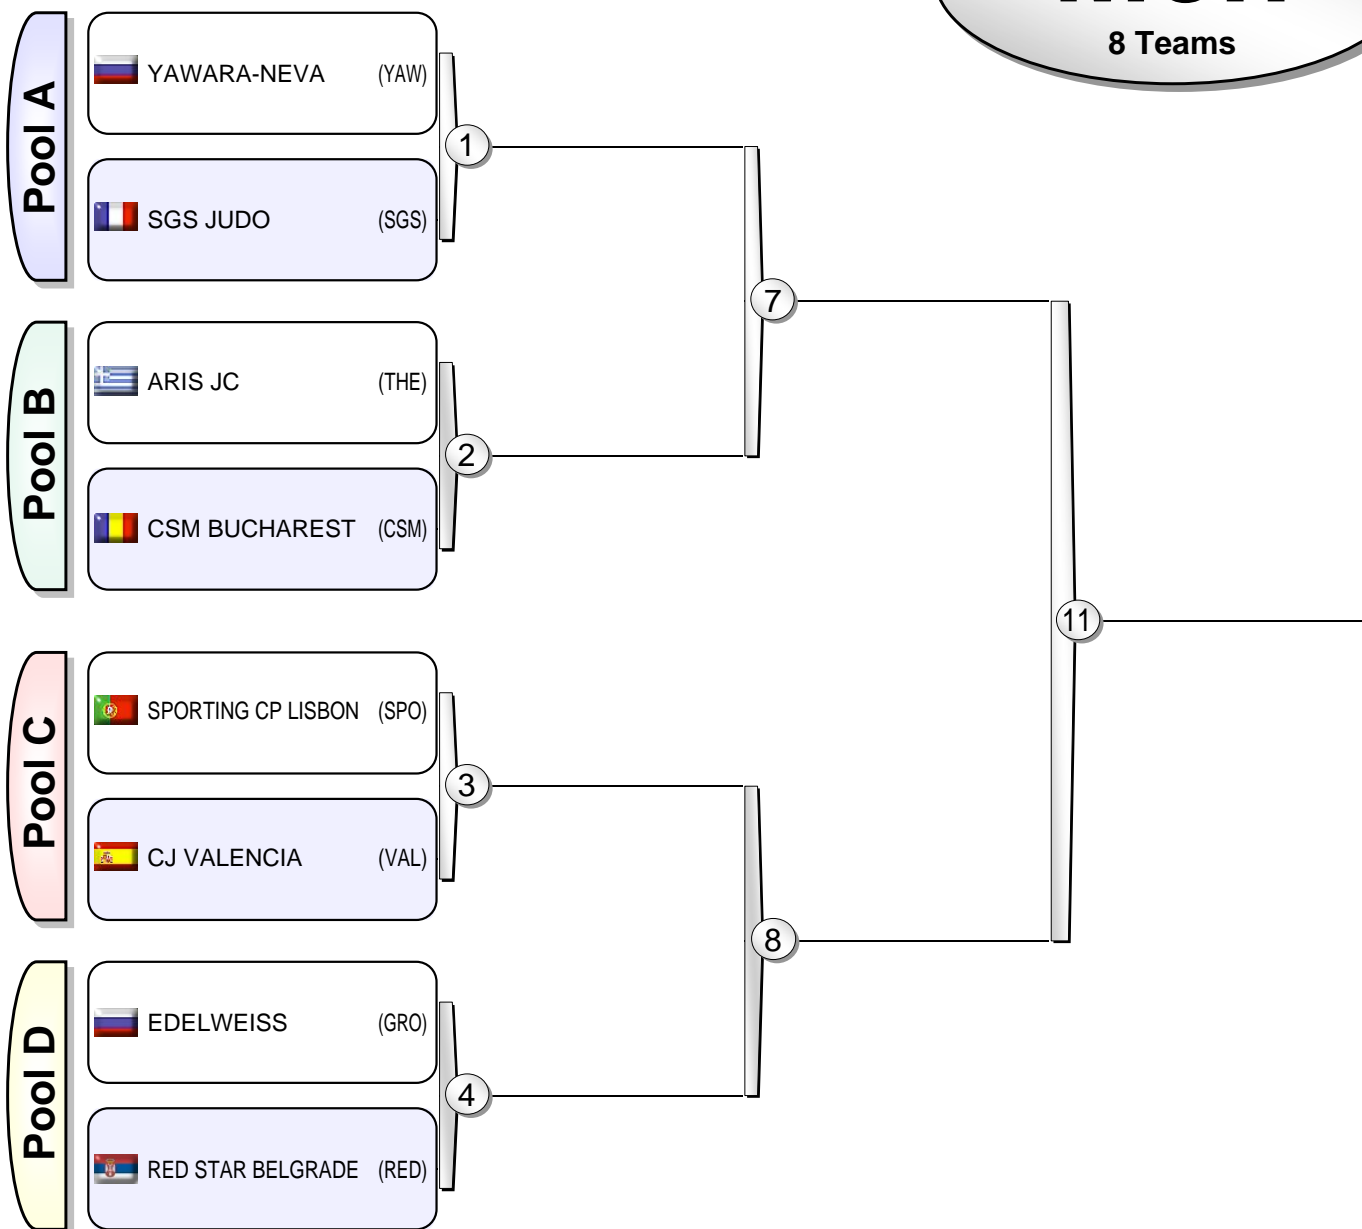 8 Teams
Pool A
YAWARA-NEVA (YAW)
1
SGS JUDO (SGS)
7
Pool B
ARIS JC (THE)
2
CSM BUCHAREST (CSM)
11
Pool C
SPORTING CP LISBON (SPO)
3
CJ VALENCIA (VAL)
8
Pool D
EDELWEISS (GRO)
4
RED STAR BELGRADE (RED)